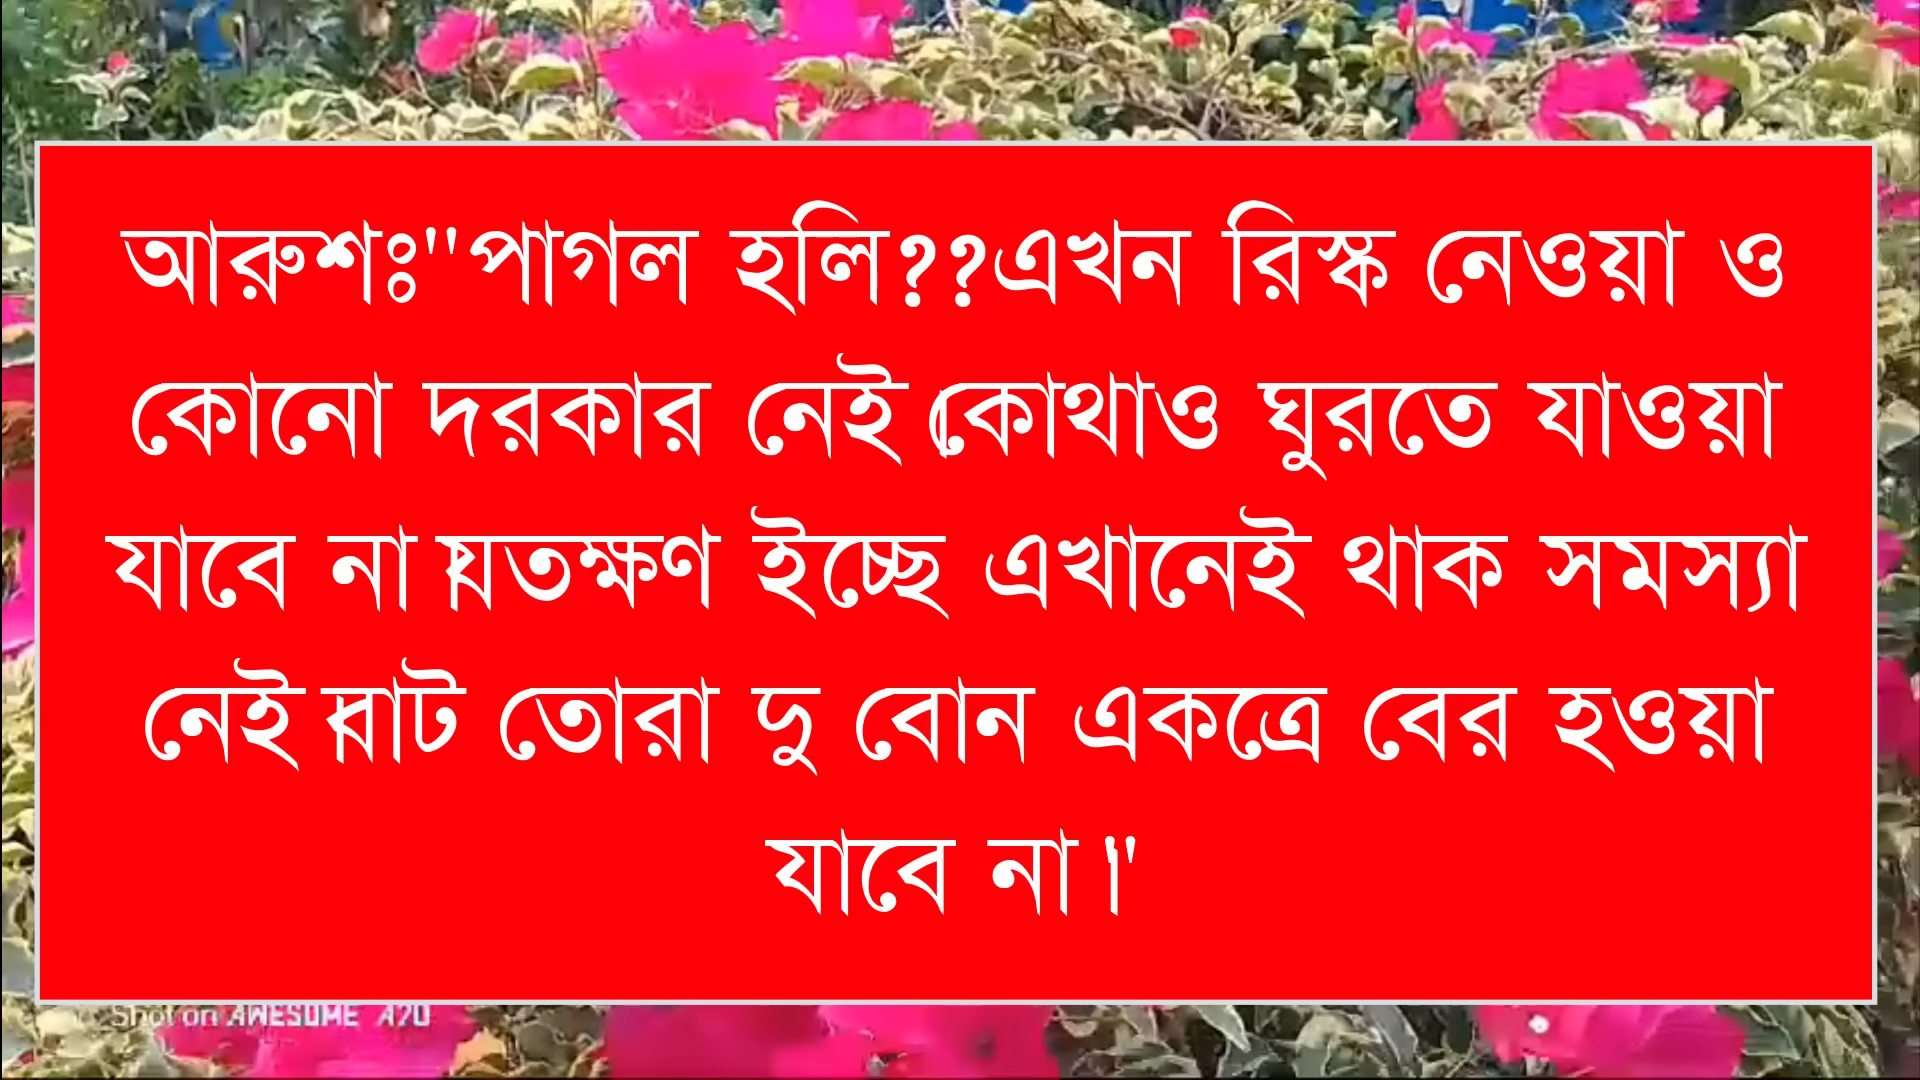 আরুশঃ"পাগল হলি??এখন রিস্ক নেওয়া ও
কোনো দরকার নেই।কোথাও ঘুরতে যাওয়া
যাবে না।যতক্ষণ ইচ্ছে এখানেই থাক সমস্যা
নেই।বাট তোরা দু বোন একত্রে বের হওয়া
যাবে না।"
Shot on AWESOME A70